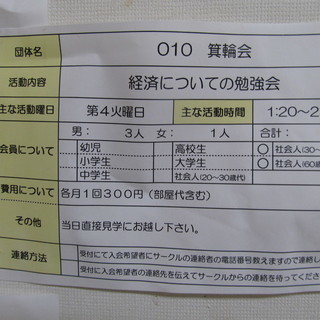 団体名 010 箕輪会
活動内容 経済についての勉強会
主な活動曜日 第4火曜日 主な活動時間 1:20~2
男: 3人 女: 1人 合計:
会員について 幼児 高校生 ○ 社会人(30~
小学生 大学生 ○ 社会人(60歳
中学生 社会人(20~30歳代)
費用について 各月1回300円(部屋代含む)
その他 当日直接見学にお越し下さい。
連絡方法 受付にて入会希望者にサークルの連絡者の電話番号教えますので連絡し
受付に入会希望者の連絡先を伝えてサークルからの連絡を待ってください